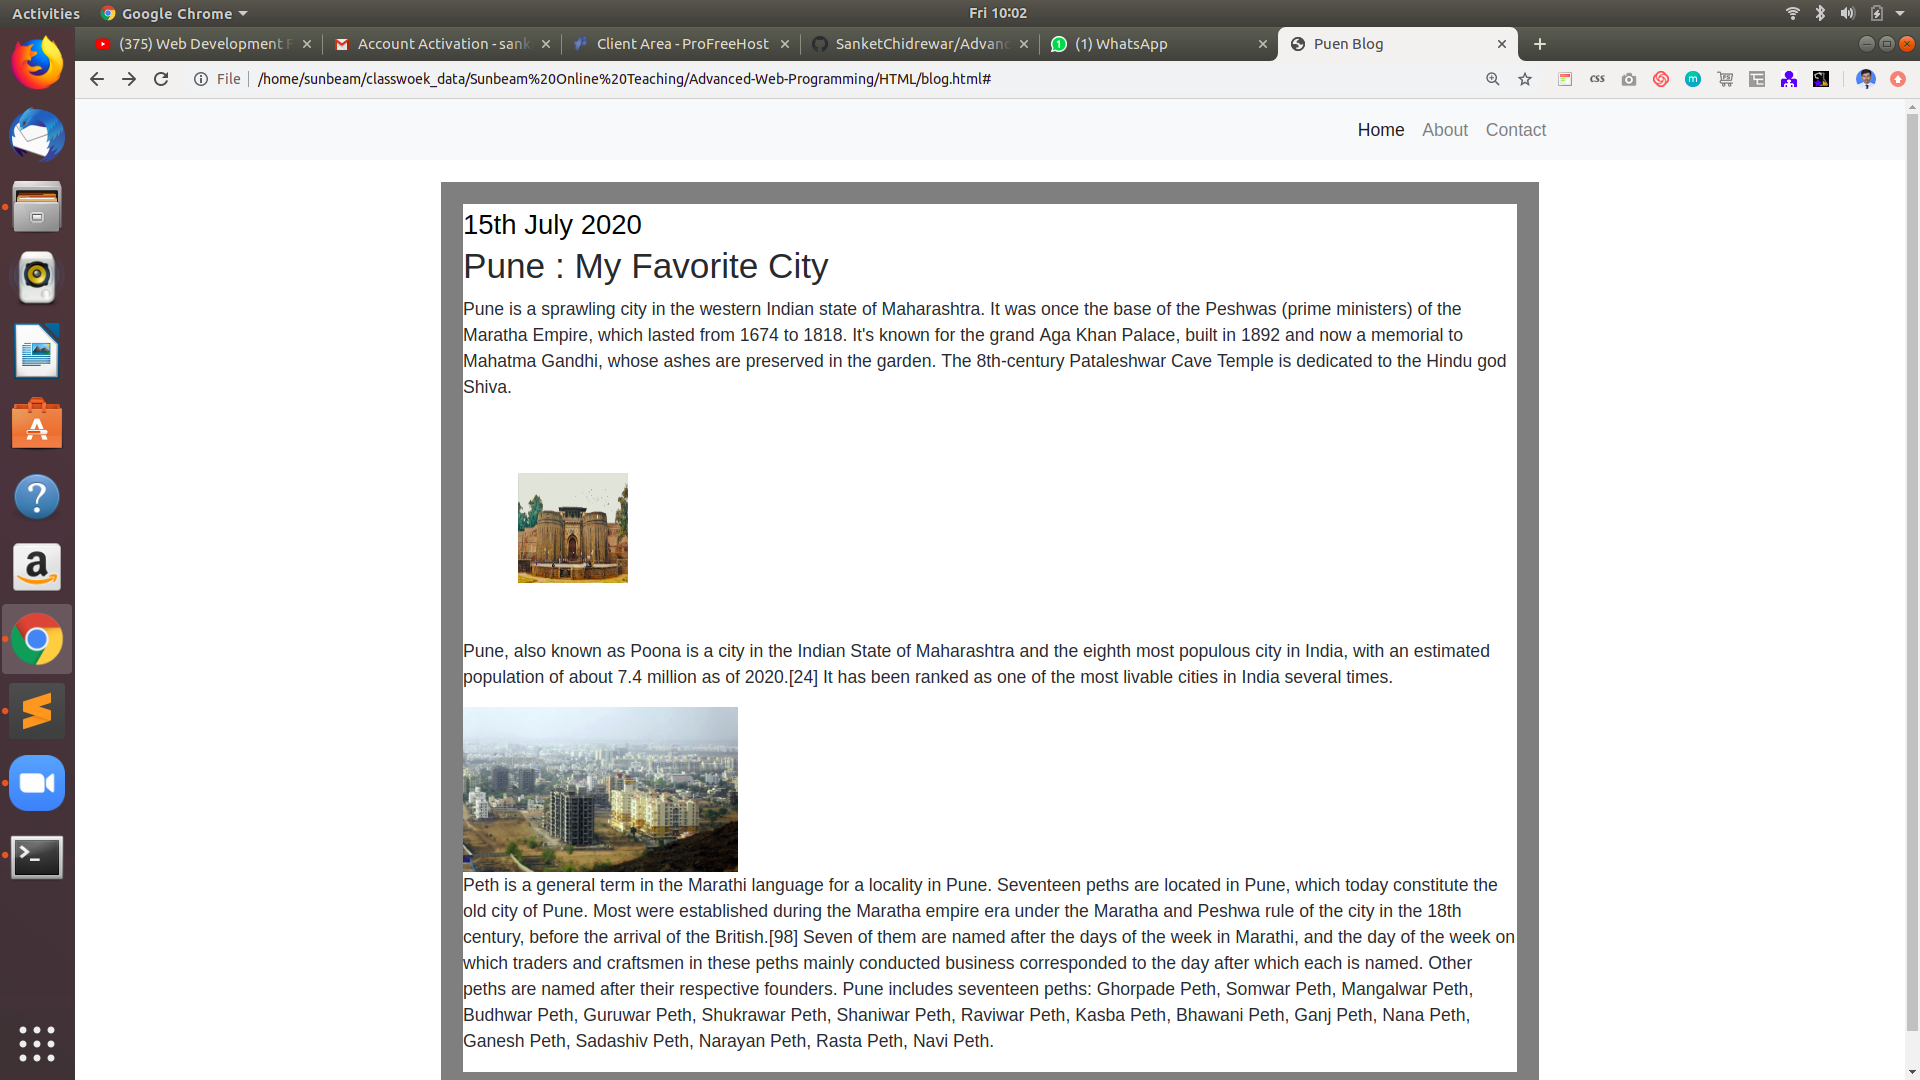 Activities
Google Chrome
Fri 10:02
(375) Web Development F
Account Activation - sank
Client Area - ProFreeHost
SanketChidrewar/Advanc
(1) WhatsApp
Puen Blog
File
/home/sunbeam/classwoek_data/Sunbeam%20Online%20Teaching/Advanced-Web-Programming/HTML/blog.html#
CSS
Home About Contact
15th July 2020
Pune : My Favorite City
Pune is a sprawling city in the western Indian state of Maharashtra. It was once the base of the Peshwas (prime ministers) of the
Maratha Empire, which lasted from 1674 to 1818. It's known for the grand Aga Khan Palace, built in 1892 and now a memorial to
Mahatma Gandhi, whose ashes are preserved in the garden. The 8th-century Pataleshwar Cave Temple is dedicated to the Hindu god
Shiva.
Pune, also known as Poona is a city in the Indian State of Maharashtra and the eighth most populous city in India, with an estimated
population of about 7.4 million as of 2020.[24] It has been ranked as one of the most livable cities in India several times.
Peth is a general term in the Marathi language for a locality in Pune. Seventeen peths are located in Pune, which today constitute the
old city of Pune. Most were established during the Maratha empire era under the Maratha and Peshwa rule of the city in the 18th
century, before the arrival of the British.[98] Seven of them are named after the days of the week in Marathi, and the day of the week on
which traders and craftsmen in these peths mainly conducted business corresponded to the day after which each is named. Other
peths are named after their respective founders. Pune includes seventeen peths: Ghorpade Peth, Somwar Peth, Mangalwar Peth,
Budhwar Peth, Guruwar Peth, Shukrawar Peth, Shaniwar Peth, Raviwar Peth, Kasba Peth, Bhawani Peth, Ganj Peth, Nana Peth,
Ganesh Peth, Sadashiv Peth, Narayan Peth, Rasta Peth, Navi Peth.